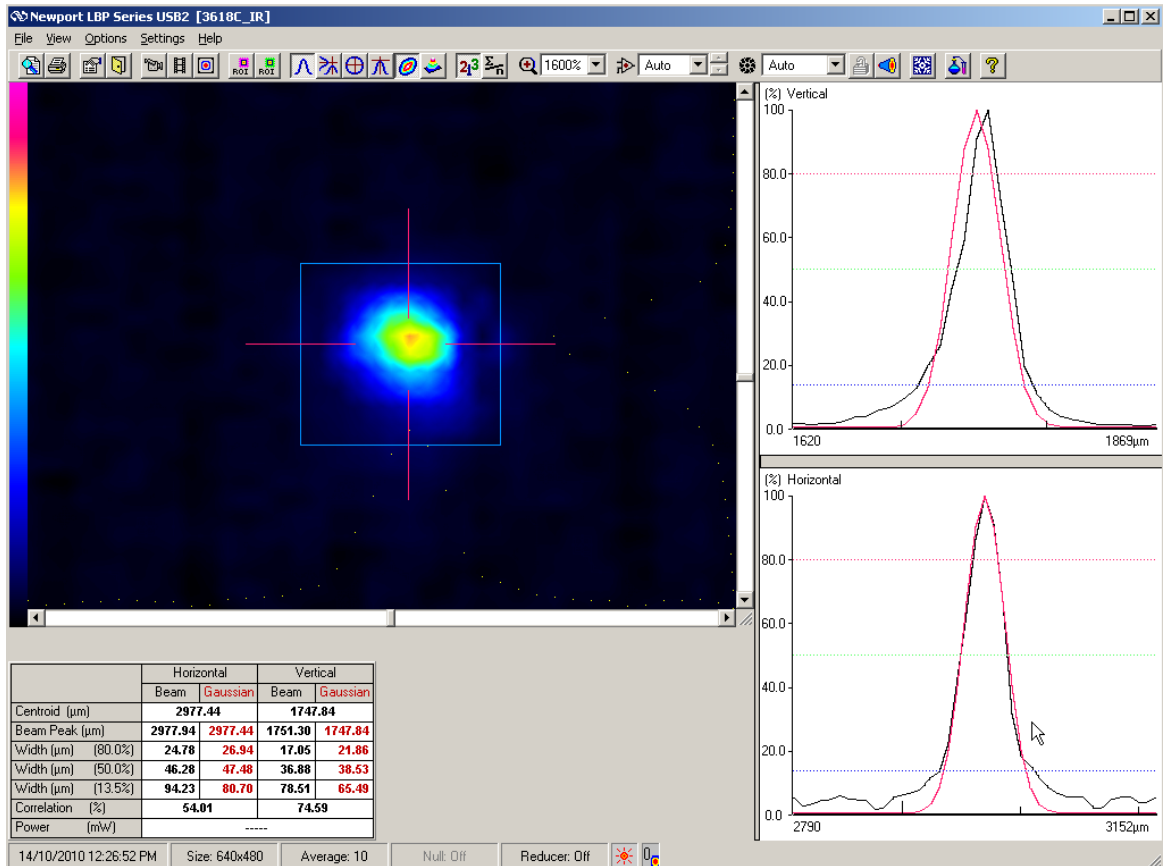 Newport LBP Series USB2 [3618C_IR]
File View Options Settings Help
ROI ROI 1600% Auto Auto
(%) Vertical
100
80.0
60.0
40.0
20.0
0.0
1620 1869µm
(%) Horizontal
100
80.0
60.0
40.0
20.0
0.0
2790 3152µm
Horizontal Vertical
Beam Gaussian Beam Gaussian
Centroid (µm) 2977.44 1747.84
Beam Peak (µm) 2977.94 2977.44 1751.30 1747.84
Width (µm) (80.0%) 24.78 26.94 17.05 21.86
Width (µm) (50.0%) 46.28 47.48 36.88 38.53
Width (µm) (13.5%) 94.23 80.70 78.51 65.49
Correlation (%) 54.01 74.59
Power (mW) -----
14/10/2010 12:26:52 PM Size: 640x480 Average: 10 Null: Off Reducer: Off